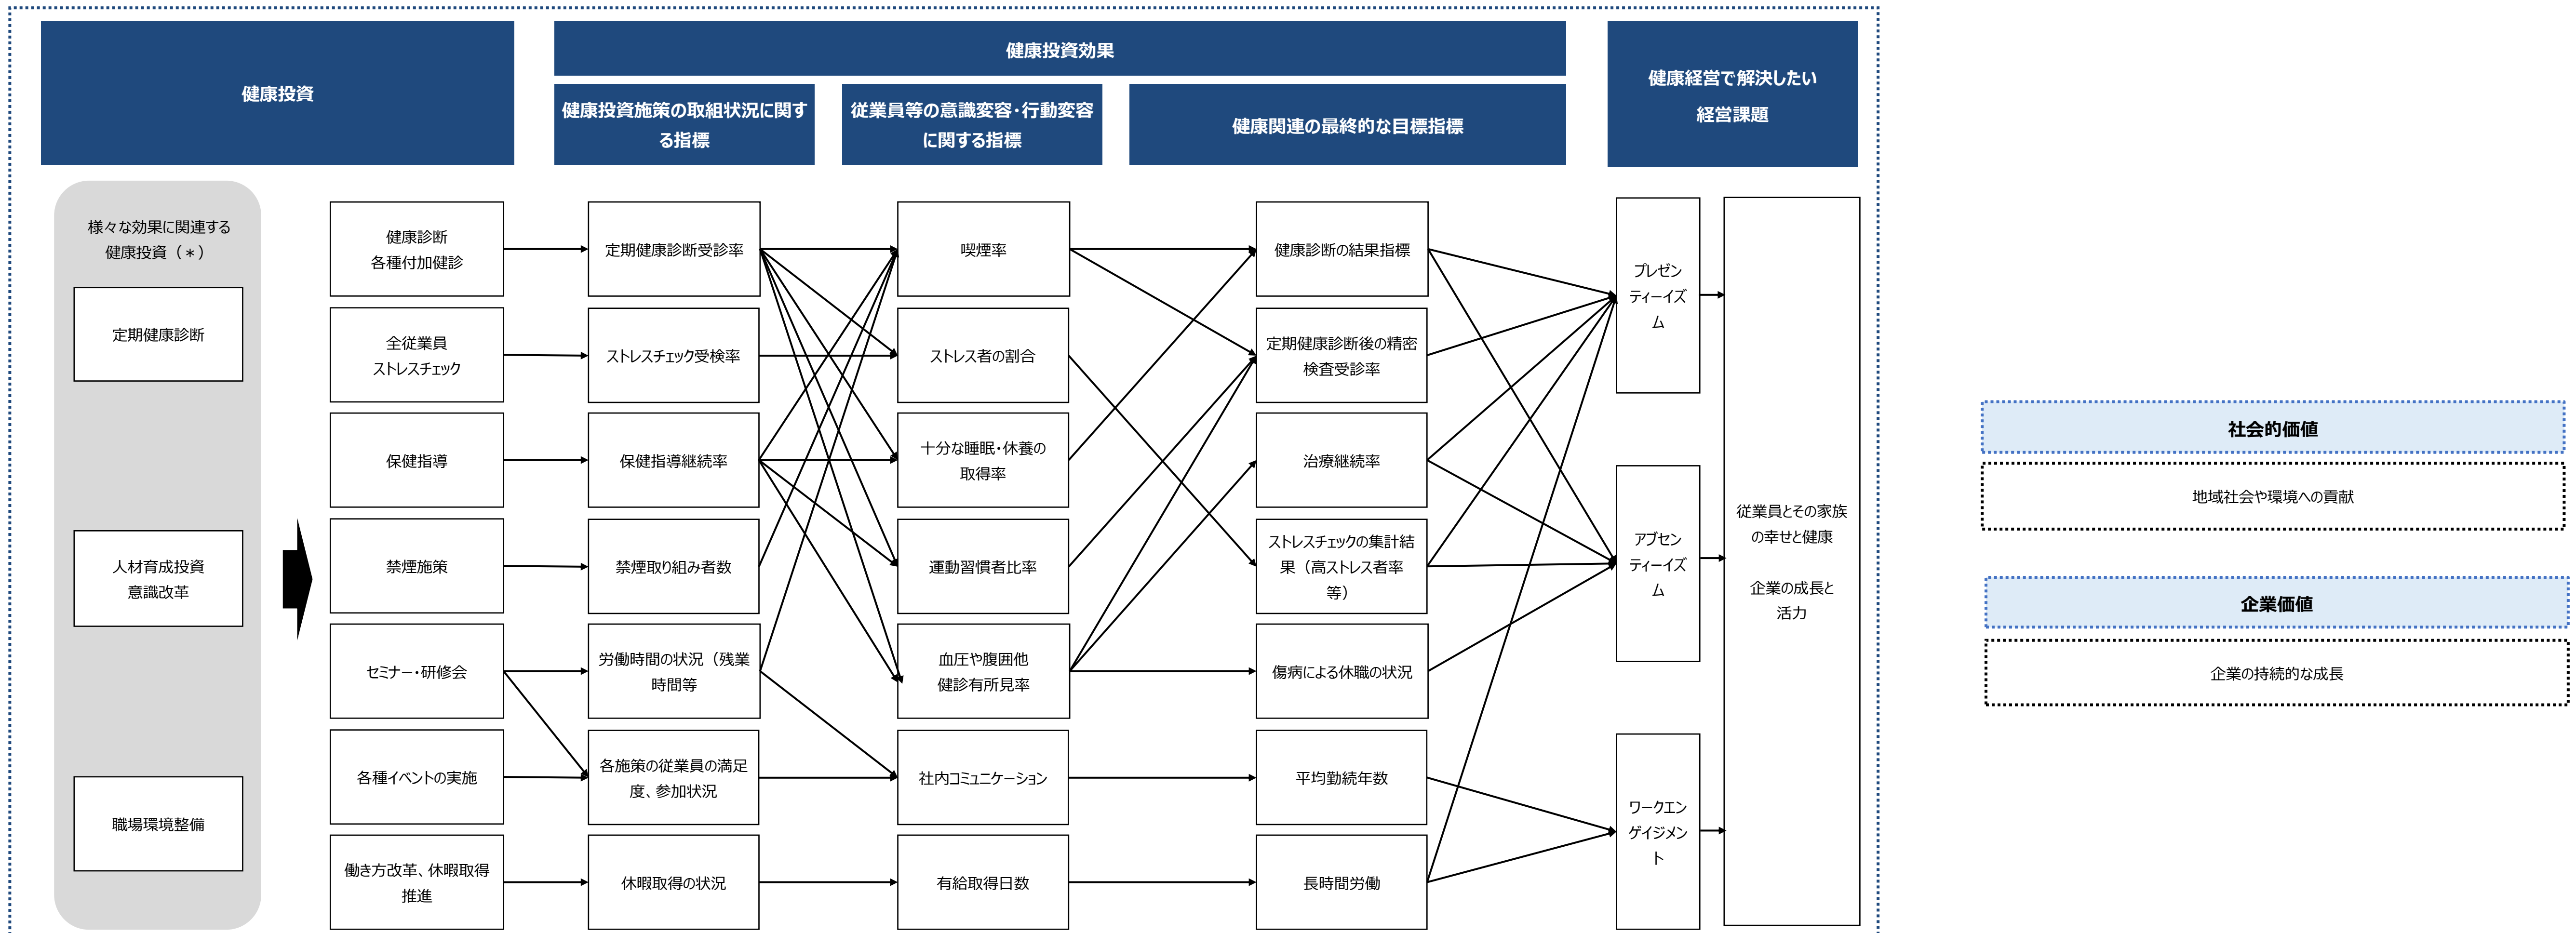 健康投資
健康投資効果
健康投資施策の取組状況に関す
る指標
従業員等の意識変容・行動変容
に関する指標
健康関連の最終的な目標指標
健康経営で解決したい
経営課題
様々な効果に関連する
健康投資（＊）
定期健康診断
人材育成投資
意識改革
職場環境整備
健康診断
各種付加健診
全従業員
ストレスチェック
保健指導
禁煙施策
セミナー・研修会
各種イベントの実施
働き方改革、休暇取得
推進
定期健康診断受診率
ストレスチェック受検率
保健指導継続率
禁煙取り組み者数
労働時間の状況（残業
時間等
各施策の従業員の満足
度、参加状況
休暇取得の状況
喫煙率
ストレス者の割合
十分な睡眠・休養の
取得率
運動習慣者比率
血圧や腹囲他
健診有所見率
社内コミュニケーション
有給取得日数
健康診断の結果指標
定期健康診断後の精密
検査受診率
治療継続率
ストレスチェックの集計結
果（高ストレス者率
等）
傷病による休職の状況
平均勤続年数
長時間労働
プレゼン
ティーイズ
ム
アブセン
ティーイズ
ム
ワークエン
ゲイジメン
ト
従業員とその家族
の幸せと健康
企業の成長と
活力
社会的価値
地域社会や環境への貢献
企業価値
企業の持続的な成長